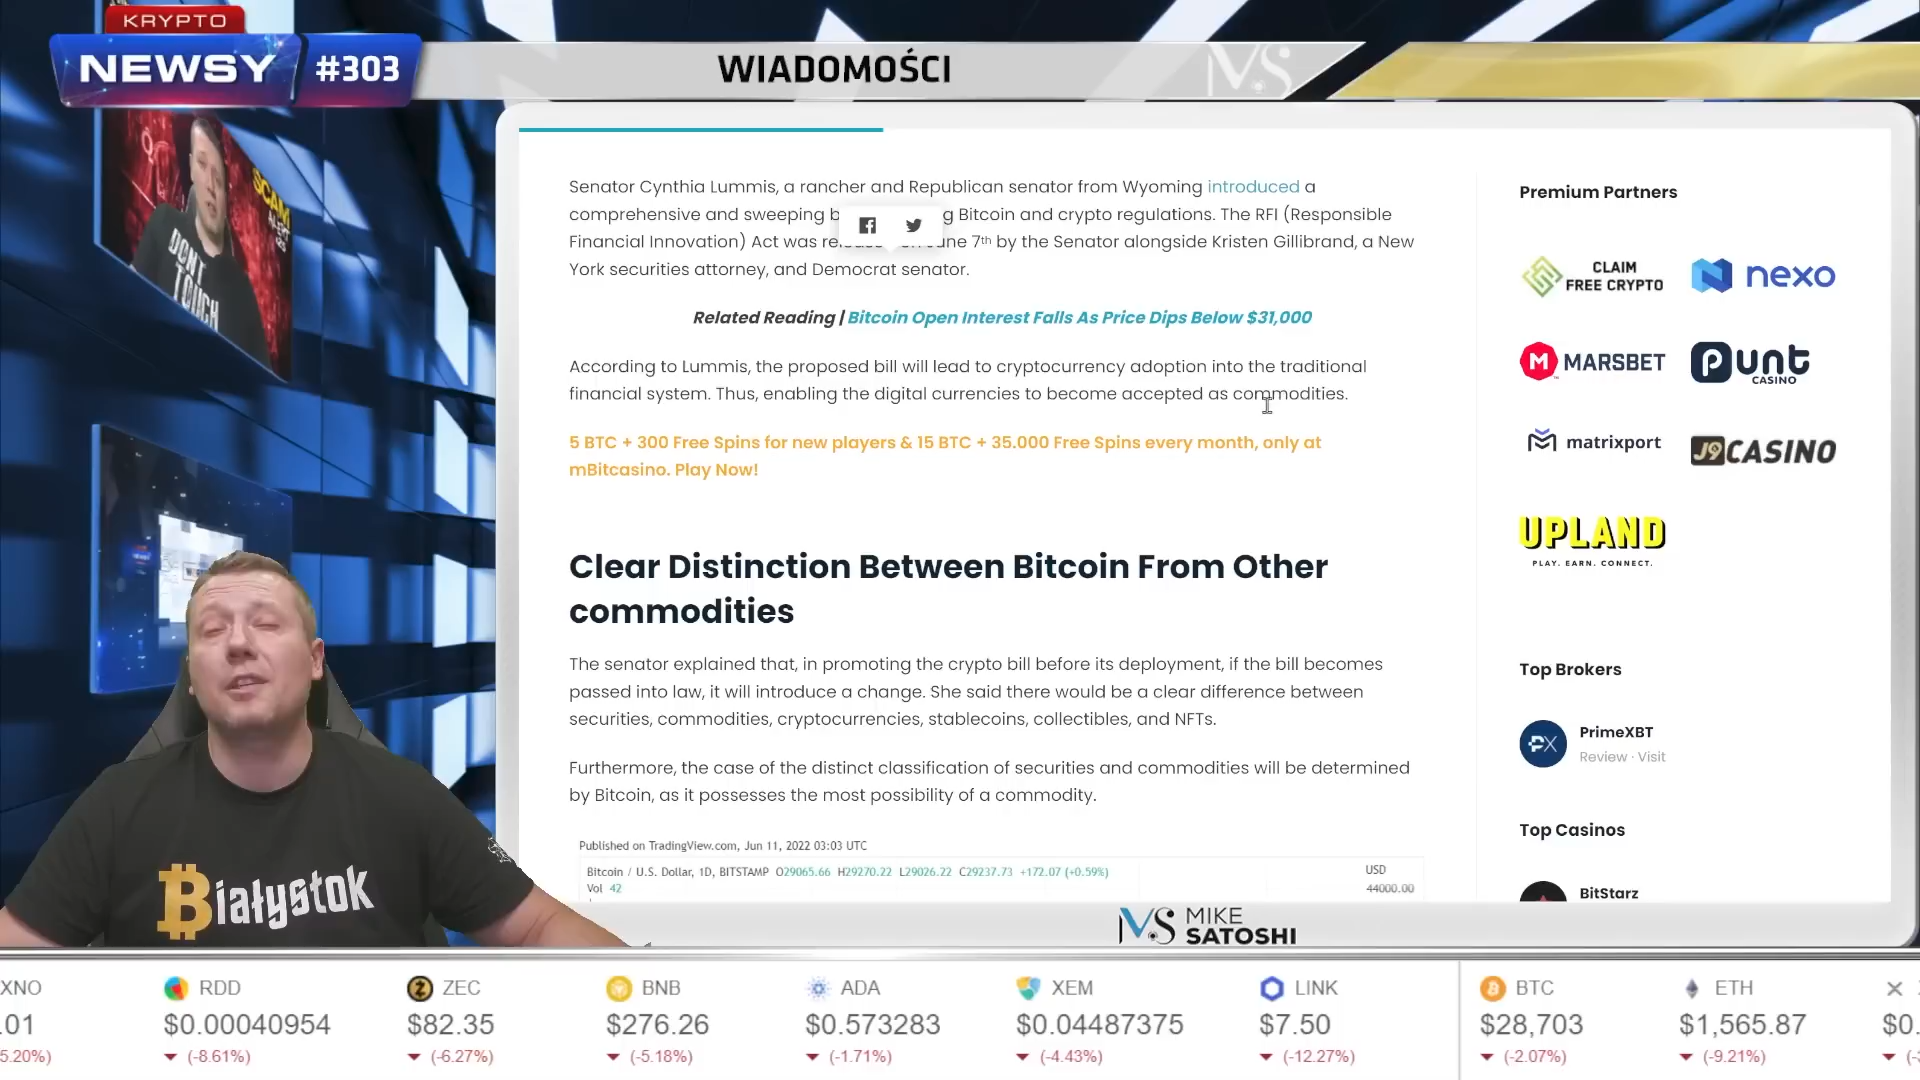 KRYPTO
NEWSY #303
WIADOMOŚCI
MS
SCAM
ALERT
DON'T
TOUCH
Senator Cynthia Lummis, a rancher and Republican senator from Wyoming introduced a
comprehensive and sweeping Bitcoin and crypto regulations. The RFI (Responsible
Financial Innovation) Act was 7th by the Senator alongside Kristen Gillibrand, a New
York securities attorney, and Democrat senator.
Related Reading | Bitcoin Open Interest Falls As Price Dips Below $31,000
According to Lummis, the proposed bill will lead to cryptocurrency adoption into the traditional
financial system. Thus, enabling the digital currencies to become accepted as commodities.
5 BTC + 300 Free Spins for new players & 15 BTC + 35.000 Free Spins every month, only at
mBitcasino. Play Now!
Clear Distinction Between Bitcoin From Other
commodities
The senator explained that, in promoting the crypto bill before its deployment, if the bill becomes
passed into law, it will introduce a change. She said there would be a clear difference between
securities, commodities, cryptocurrencies, stablecoins, collectibles, and NFTs.
Furthermore, the case of the distinct classification of securities and commodities will be determined
by Bitcoin, as it possesses the most possibility of a commodity.
Published on TradingView.com, Jun 11, 2022 03:03 UTC
Bitcoin / U.S. Dollar, 1D, BITSTAMP O29065.66 H29270.22 L29026.22 C29237.73 +172.07 (+0.59%)
Vol 42
USD
44000.00
Premium Partners
CLAIM
FREE CRYPTO
nexo
M MARSBET
Punt
CASINO
matrixport
J9CASINO
UPLAND
PLAY. EARN. CONNECT.
Top Brokers
PX PrimeXBT
Review · Visit
Top Casinos
BitStarz
Białystok
MS MIKE
SATOSHI
XNO RDD ZEC BNB ADA XEM LINK BTC ETH
.01 $0.00040954 $82.35 $276.26 $0.573283 $0.04487375 $7.50 $28,703 $1,565.87 $0.
5.20%) (-8.61%) (-6.27%) (-5.18%) (-1.71%) (-4.43%) (-12.27%) (-2.07%) (-9.21%)